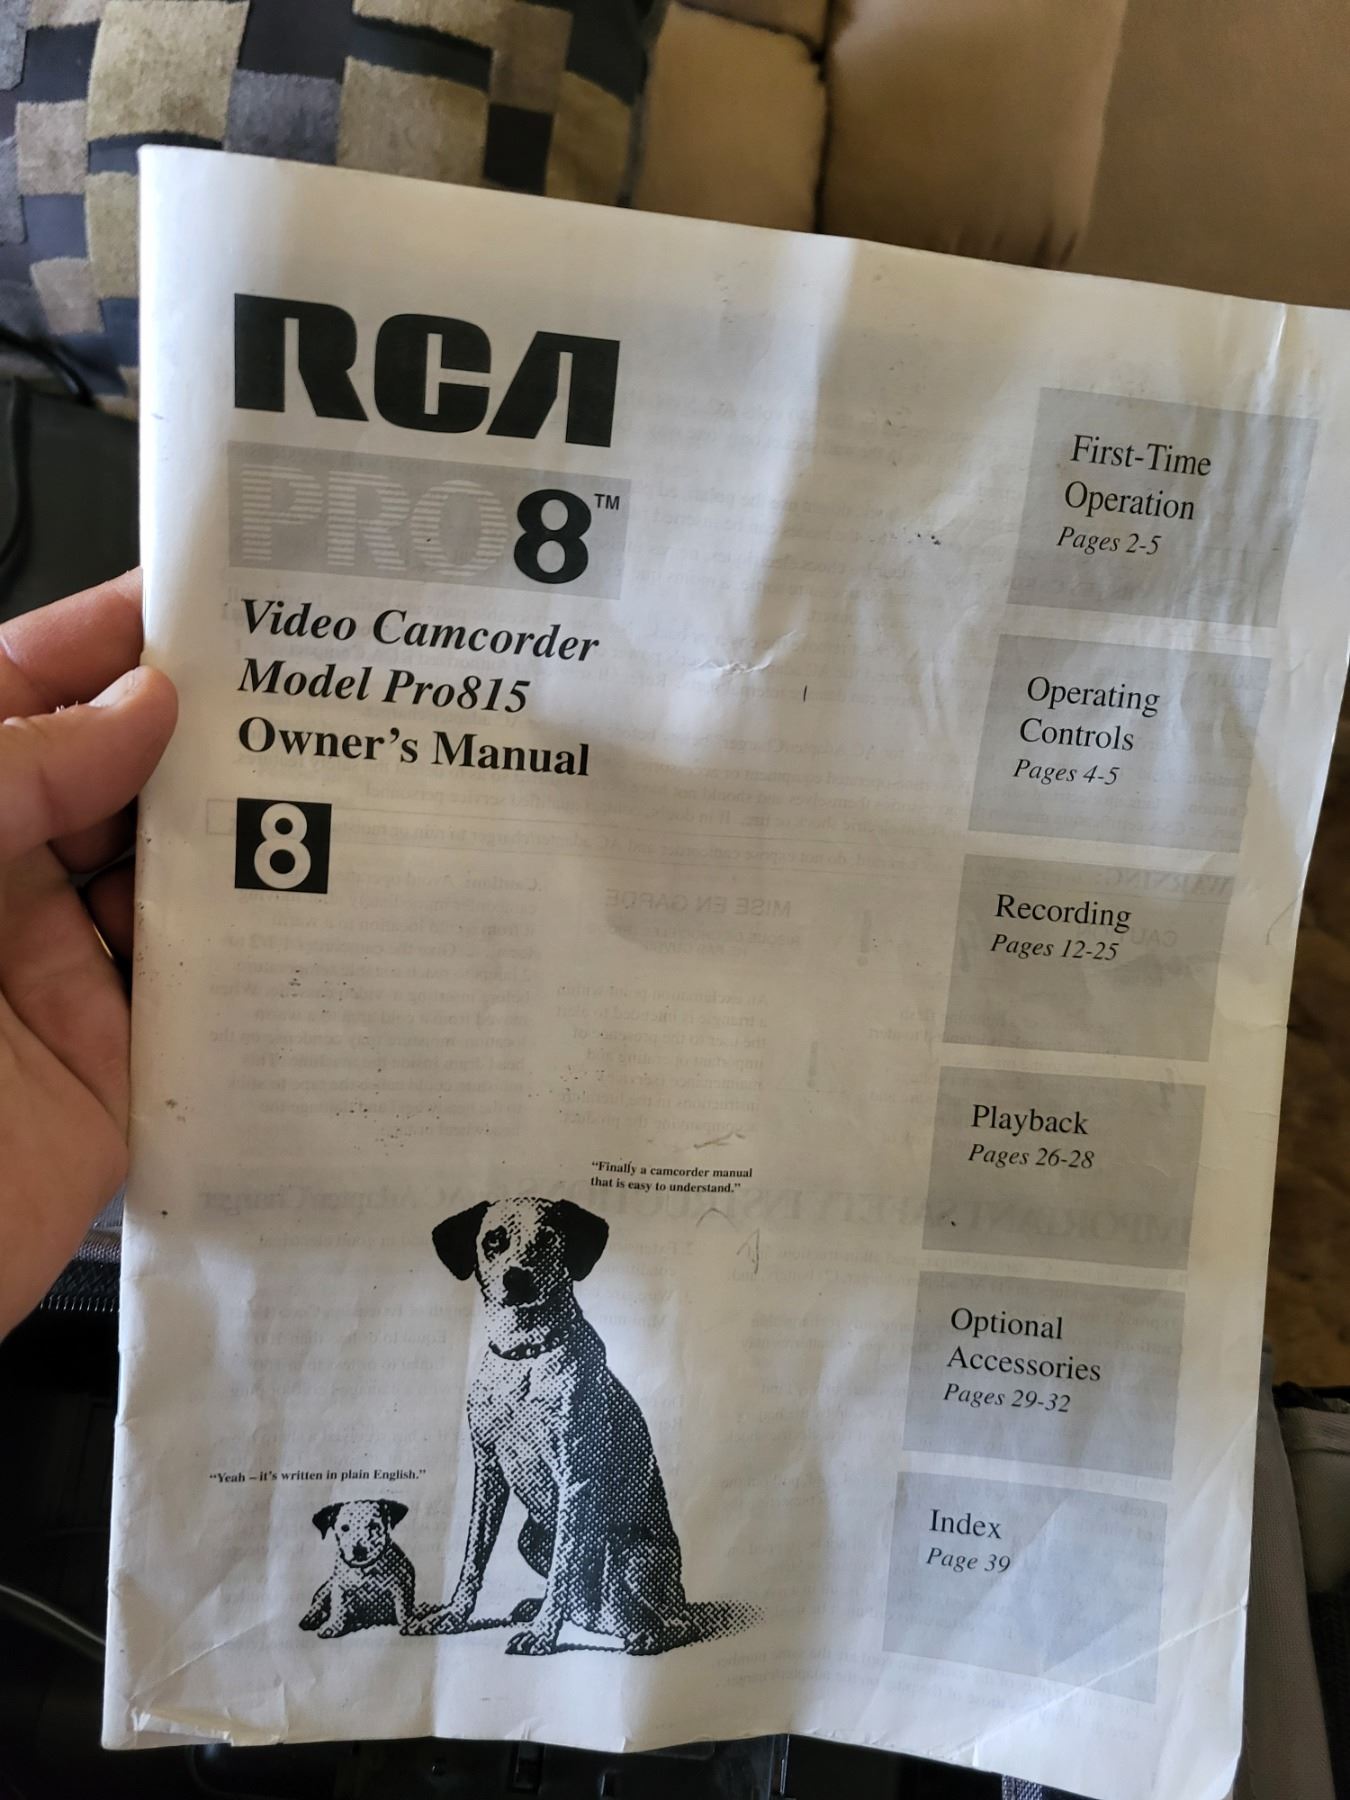 RCA
PRO8™
Video Camcorder
Model Pro815
Owner's Manual
8
First-Time
Operation
Pages 2-5
Operating
Controls
Pages 4-5
Recording
Pages 12-25
Playback
Pages 26-28
Optional
Accessories
Pages 29-32
Index
Page 39
"Finally a camcorder manual
that is easy to understand."
"Yeah – it's written in plain English."